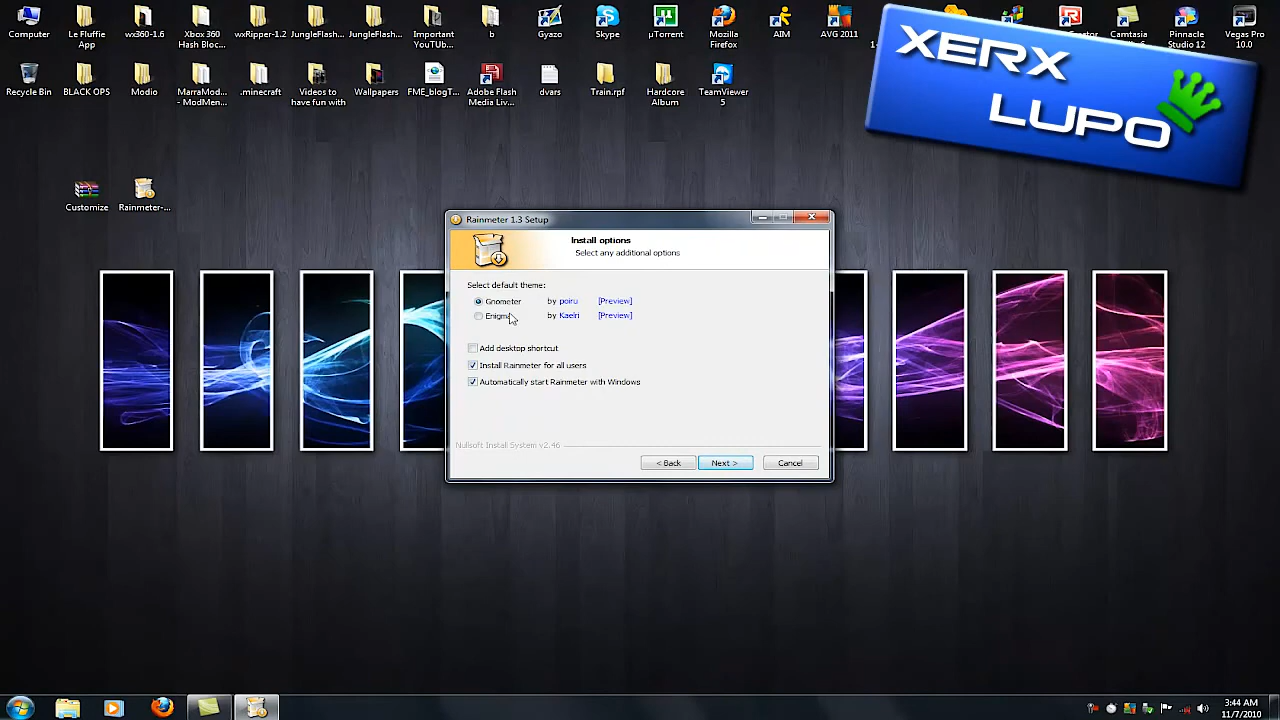 Computer
Le Fluffie App
wx360-1.6
Xbox 360 Hash Bloc...
wxRipper-1.2
JungleFlash...
JungleFlash...
Important YouTUb...
b
Gyazo
Skype
µTorrent
Mozilla Firefox
AIM
AVG 2011
Camtasia
Pinnacle Studio 12
Vegas Pro 10.0
Recycle Bin
BLACK OPS
Modio
MarraMod... - ModMen...
.minecraft
Videos to have fun with
Wallpapers
FME_blogT...
Adobe Flash Media Liv...
dvars
Train.rpf
Hardcore Album
TeamViewer 5
XERX
LUPO
Customize
Rainmeter-...
Rainmeter 1.3 Setup
Install options
Select any additional options
Select default theme:
Gnometer by poiru [Preview]
Enigma by Kaelri [Preview]
Add desktop shortcut
Install Rainmeter for all users
Automatically start Rainmeter with Windows
Nullsoft Install System v2.46
< Back
Next >
Cancel
3:44 AM
11/7/2010